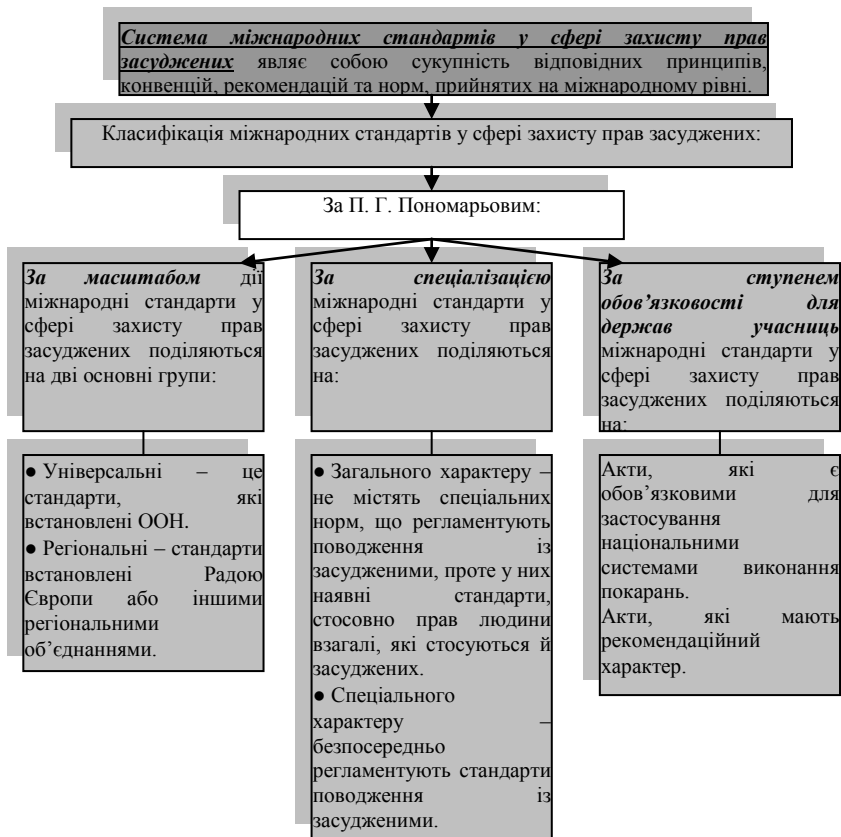 Система міжнародних стандартів у сфері захисту прав
засуджених являє собою сукупність відповідних принципів,
конвенцій, рекомендацій та норм, прийнятих на міжнародному рівні.
Класифікація міжнародних стандартів у сфері захисту прав засуджених:
За П. Г. Пономарьовим:
За масштабом дії
міжнародні стандарти у
сфері захисту прав
засуджених поділяються
на дві основні групи:
За спеціалізацією
міжнародні стандарти у
сфері захисту прав
засуджених поділяються
на:
За ступенем
обов’язковості для
держав учасниць
міжнародні стандарти у
сфері захисту прав
засуджених поділяються
на:
● Універсальні – це
стандарти, які
встановлені ООН.
● Регіональні – стандарти
встановлені Радою
Європи або іншими
регіональними
об’єднаннями.
● Загального характеру –
не містять спеціальних
норм, що регламентують
поводження із
засудженими, проте у них
наявні стандарти,
стосовно прав людини
взагалі, які стосуються й
засуджених.
● Спеціального
характеру –
безпосередньо
регламентують стандарти
поводження із
засудженими.
Акти, які є
обов’язковими для
застосування
національними
системами виконання
покарань.
Акти, які мають
рекомендаційний
характер.